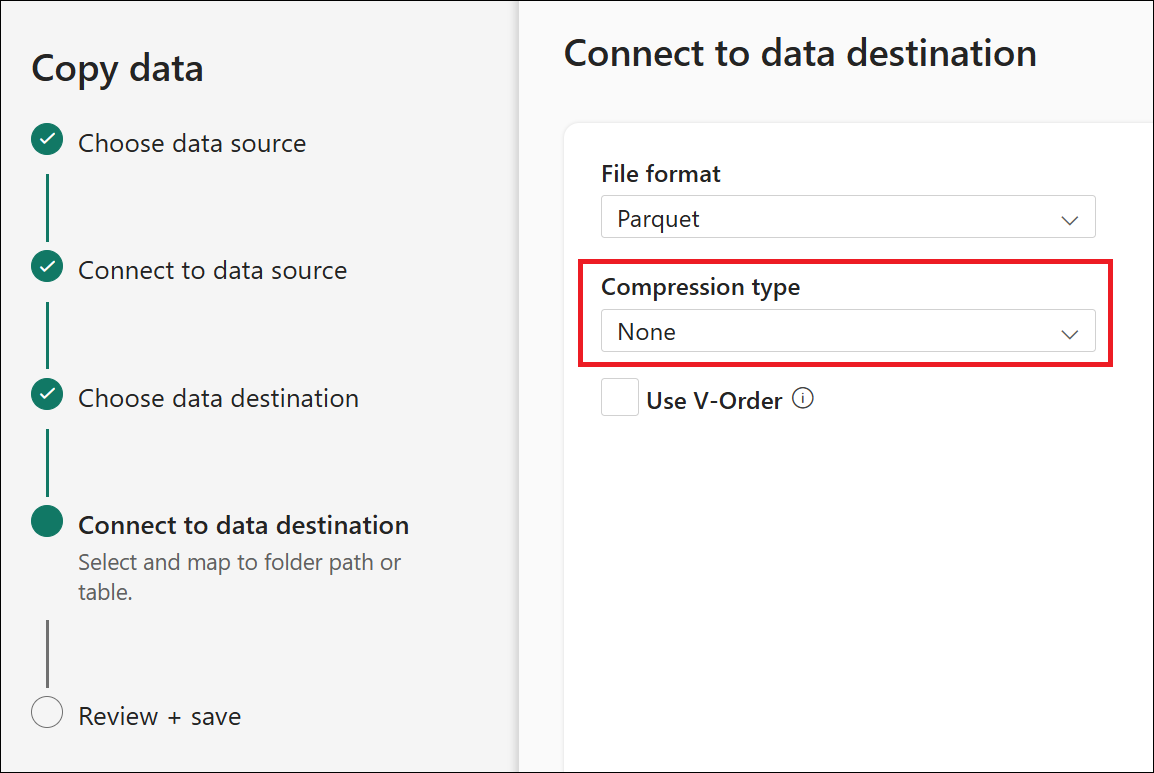 Copy data
Choose data source
Connect to data source
Choose data destination
Connect to data destination
Select and map to folder path or
table.
Review + save
Connect to data destination
File format
Parquet
Compression type
None
Use V-Order